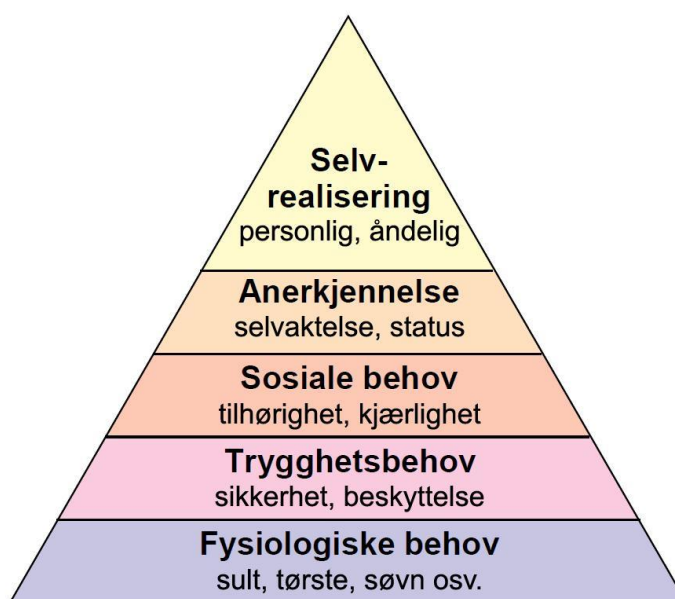 Selv-
realisering
personlig, åndelig
Anerkjennelse
selvaktelse, status
Sosiale behov
tilhørighet, kjærlighet
Trygghetsbehov
sikkerhet, beskyttelse
Fysiologiske behov
sult, tørste, søvn osv.